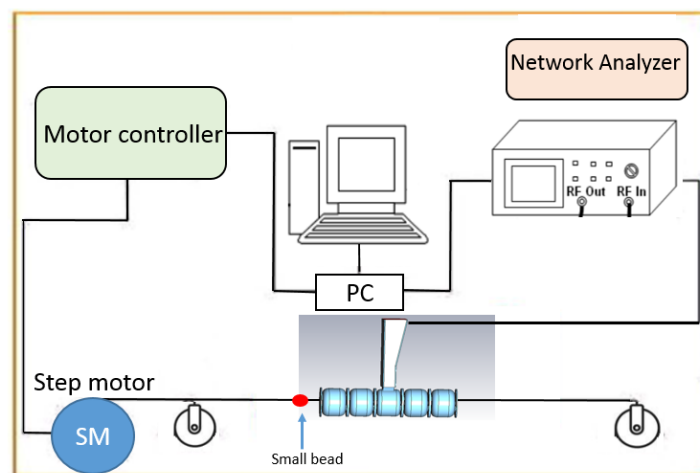 Network Analyzer
Motor controller
RF Out RF In
PC
Step motor
SM
Small bead